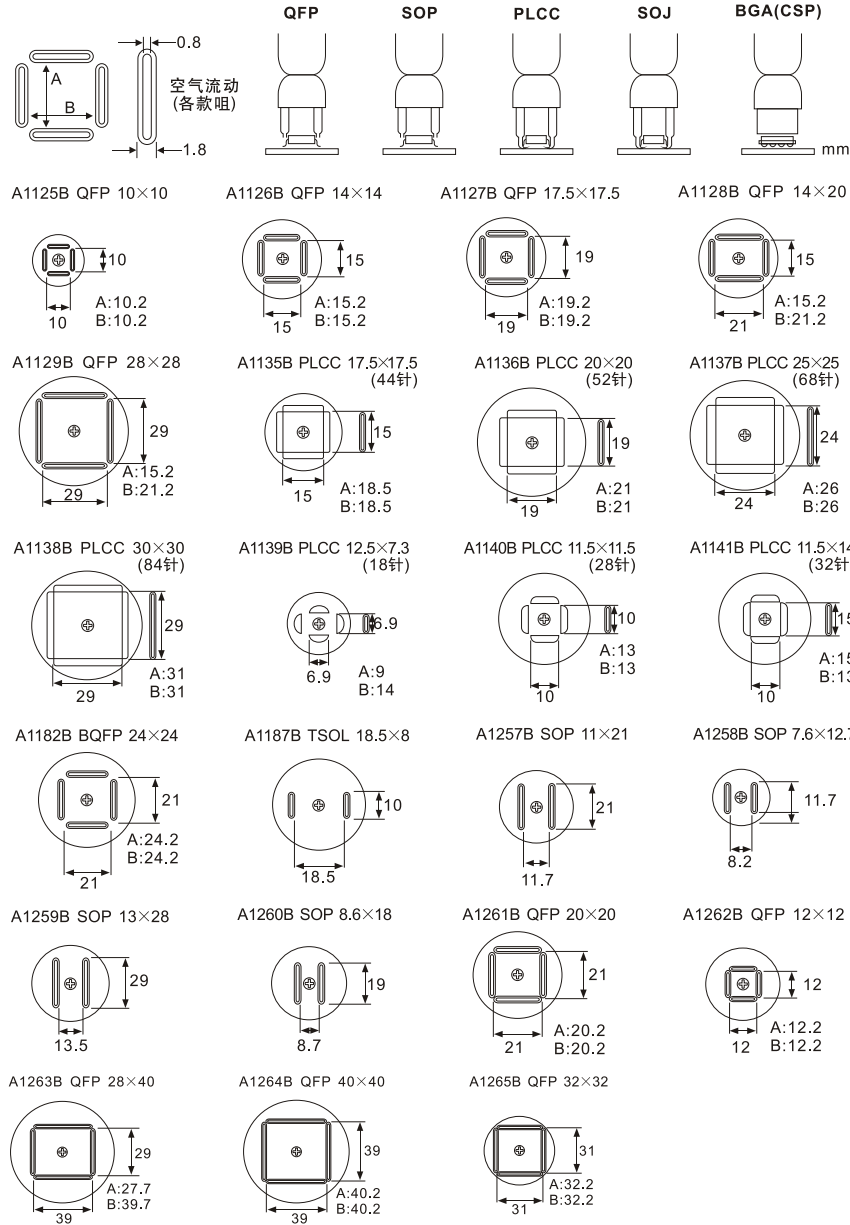 QFP SOP PLCC SOJ BGA(CSP)
0.8
A
B
空气流动
(各款咀)
1.8
mm
A1125B QFP 10×10
10
10
A:10.2
B:10.2
A1126B QFP 14×14
15
15
A:15.2
B:15.2
A1127B QFP 17.5×17.5
19
19
A:19.2
B:19.2
A1128B QFP 14×20
15
21
A:15.2
B:21.2
A1129B QFP 28×28
29
29
A:15.2
B:21.2
A1135B PLCC 17.5×17.5
(44针)
15
15
A:18.5
B:18.5
A1136B PLCC 20×20
(52针)
19
19
A:21
B:21
A1137B PLCC 25×25
(68针)
24
24
A:26
B:26
A1138B PLCC 30×30
(84针)
29
29
A:31
B:31
A1139B PLCC 12.5×7.3
(18针)
6.9
6.9
A:9
B:14
A1140B PLCC 11.5×11.5
(28针)
10
10
A:13
B:13
A1141B PLCC 11.5×14
(32针
15
10
A:15
B:13
A1182B BQFP 24×24
21
21
A:24.2
B:24.2
A1187B TSOL 18.5×8
10
18.5
A1257B SOP 11×21
21
11.7
A1258B SOP 7.6×12.7
11.7
8.2
A1259B SOP 13×28
29
13.5
A1260B SOP 8.6×18
19
8.7
A1261B QFP 20×20
21
21
A:20.2
B:20.2
A1262B QFP 12×12
12
12
A:12.2
B:12.2
A1263B QFP 28×40
29
39
A:27.7
B:39.7
A1264B QFP 40×40
39
39
A:40.2
B:40.2
A1265B QFP 32×32
31
31
A:32.2
B:32.2